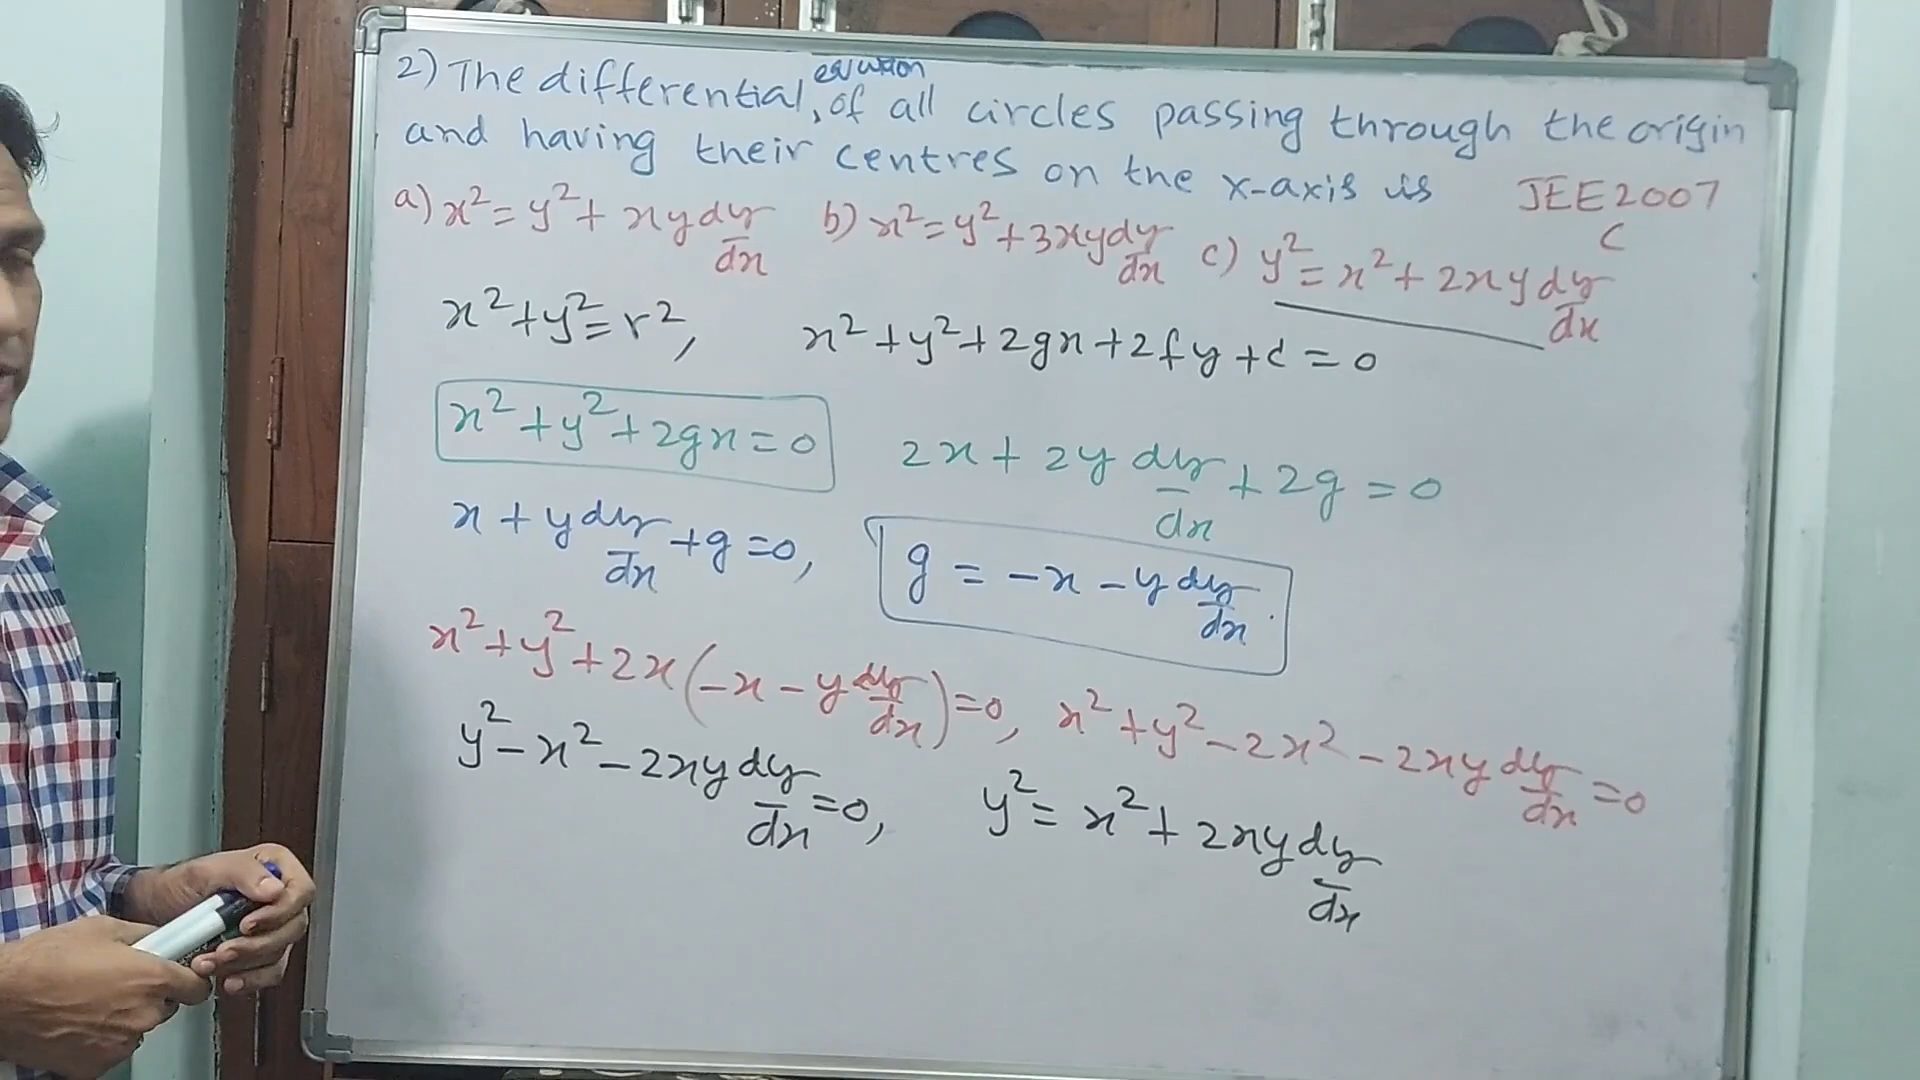 2) The differential, equation of all circles passing through the origin
and having their centres on the x-axis is JEE2007
a) x² = y² + xy dy/dx b) x² = y² + 3xy dy/dx c) y² = x² + 2xy dy/dx
x² + y² = r², x² + y² + 2gx + 2fy + c = 0
x² + y² + 2gx = 0 2x + 2y dy/dx + 2g = 0
x + y dy/dx + g = 0, g = -x - y dy/dx.
x² + y² + 2x(-x - y dy/dx) = 0, x² + y² - 2x² - 2xy dy/dx = 0
y² - x² - 2xy dy/dx = 0, y² = x² + 2xy dy/dx